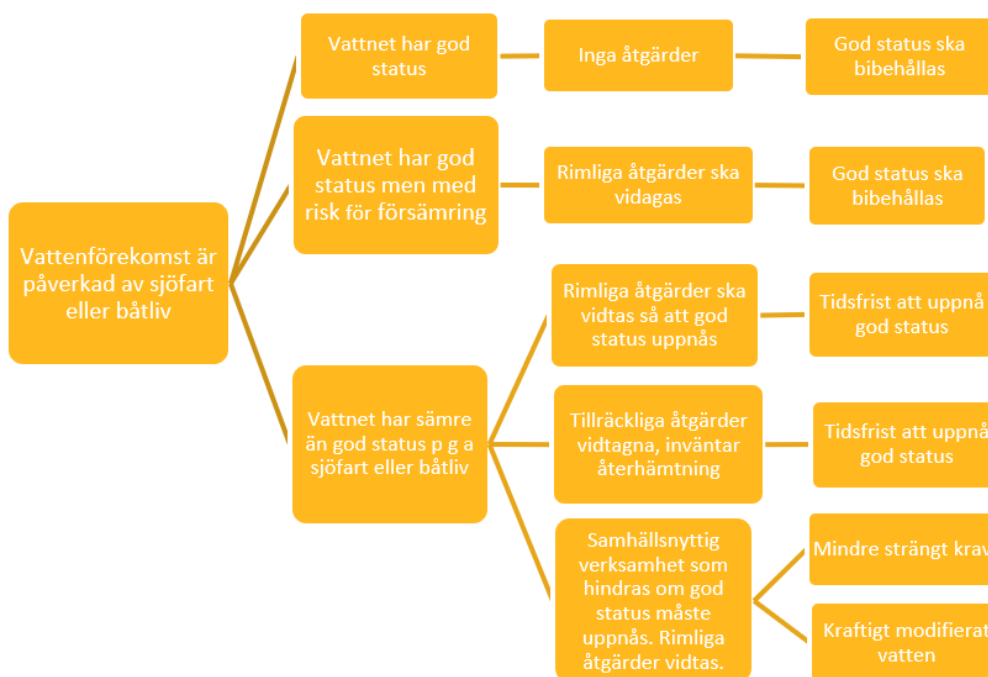 Vattenförekomst är
påverkad av sjöfart
eller båtliv
Vattnet har god
status
Inga åtgärder
God status ska
bibehållas
Vattnet har god
status men med
risk för försämring
Rimliga åtgärder ska
vidagas
God status ska
bibehållas
Vattnet har sämre
än god status p g a
sjöfart eller båtliv
Rimliga åtgärder ska
vidtas så att god
status uppnås
Tidsfrist att uppnå
god status
Tillräckliga åtgärder
vidtagna, inväntar
återhämtning
Tidsfrist att uppnå
god status
Samhällsnyttig
verksamhet som
hindras om god
status måste
uppnås. Rimliga
åtgärder vidtas.
Mindre strängt krav
Kraftigt modifierat
vatten